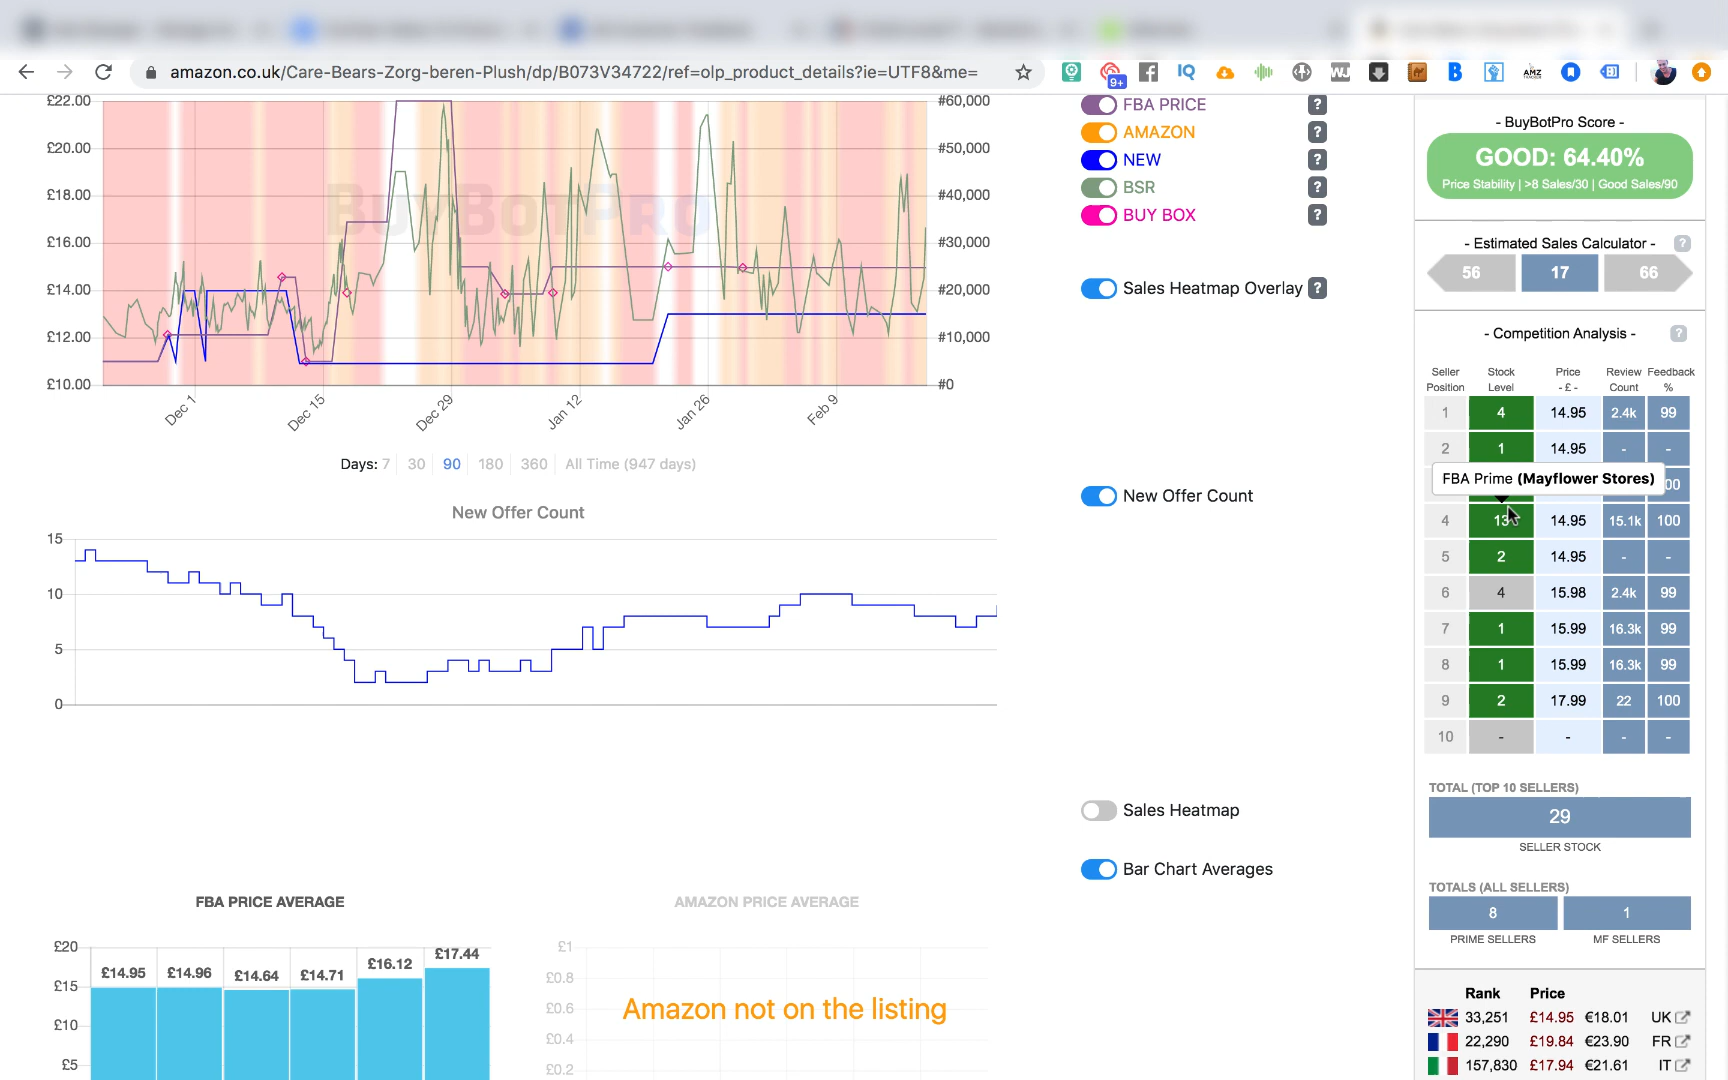 amazon.co.uk/Care-Bears-Zorg-beren-Plush/dp/B073V34722/ref=olp_product_details?ie=UTF8&me=
9+
IQ
WJ
B
AMZ
£22.00
£20.00
£18.00
£16.00
£14.00
£12.00
£10.00
#60,000
#50,000
#40,000
#30,000
#20,000
#10,000
#0
BUYBOTPRO
Dec 1
Dec 15
Dec 29
Jan 12
Jan 26
Feb 9
Days: 7 30 90 180 360 All Time (947 days)
New Offer Count
15
10
5
0
FBA PRICE AVERAGE
£20
£15
£10
£5
£14.95 £14.96 £14.64 £14.71 £16.12 £17.44
AMAZON PRICE AVERAGE
£1
£0.8
£0.6
£0.4
£0.2
Amazon not on the listing
FBA PRICE ?
AMAZON ?
NEW ?
BSR ?
BUY BOX ?
Sales Heatmap Overlay ?
New Offer Count
Sales Heatmap
Bar Chart Averages
- BuyBotPro Score -
GOOD: 64.40%
Price Stability | >8 Sales/30 | Good Sales/90
- Estimated Sales Calculator - ?
56 17 66
- Competition Analysis - ?
Seller Stock Price Review Feedback
Position Level - £ - Count %
1 4 14.95 2.4k 99
2 1 14.95 - -
FBA Prime (Mayflower Stores)
00
4 13 14.95 15.1k 100
5 2 14.95 - -
6 4 15.98 2.4k 99
7 1 15.99 16.3k 99
8 1 15.99 16.3k 99
9 2 17.99 22 100
10 - - - -
TOTAL (TOP 10 SELLERS)
29
SELLER STOCK
TOTALS (ALL SELLERS)
8 1
PRIME SELLERS MF SELLERS
Rank Price
33,251 £14.95 €18.01 UK
22,290 £19.84 €23.90 FR
157,830 £17.94 €21.61 IT